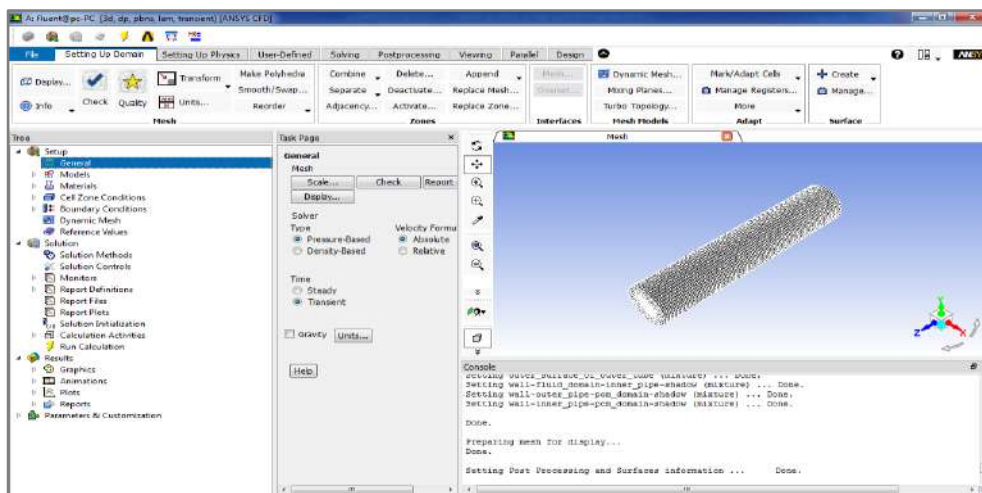 A: Fluent@pc-PC [3d, dp, pbns, lam, transient] [ANSYS CFD]
File Setting Up Domain Setting Up Physics User-Defined Solving Postprocessing Viewing Parallel Design ANSYS
Display... Transform Make Polyhedra Combine Delete... Append Mesh... Dynamic Mesh... Mark/Adapt Cells Create
Info Check Quality Units... Smooth/Swap... Separate Deactivate... Replace Mesh... Overset... Mixing Planes... Manage Registers... Manage...
Reorder Adjacency... Activate... Replace Zone... Turbo Topology... More
Mesh Zones Interfaces Mesh Models Adapt Surface
Tree
Setup
General
Models
Materials
Cell Zone Conditions
Boundary Conditions
Dynamic Mesh
Reference Values
Solution
Solution Methods
Solution Controls
Monitors
Report Definitions
Report Files
Report Plots
Solution Initialization
Calculation Activities
Run Calculation
Results
Graphics
Animations
Plots
Reports
Parameters & Customization
Task Page
General
Mesh
Scale... Check Report
Display...
Solver
Type Velocity Formu
Pressure-Based Absolute
Density-Based Relative
Time
Steady
Transient
Gravity Units...
Help
Mesh
Y
Z X
Console
Setting outer_surface_of_outer_tube (mixture) ... Done.
Setting wall-fluid_domain-inner_pipe-shadow (mixture) ... Done.
Setting wall-outer_pipe-pcm_domain-shadow (mixture) ... Done.
Setting wall-inner_pipe-pcm_domain-shadow (mixture) ... Done.
Done.
Preparing mesh for display...
Done.
Setting Post Processing and Surfaces information ... Done.